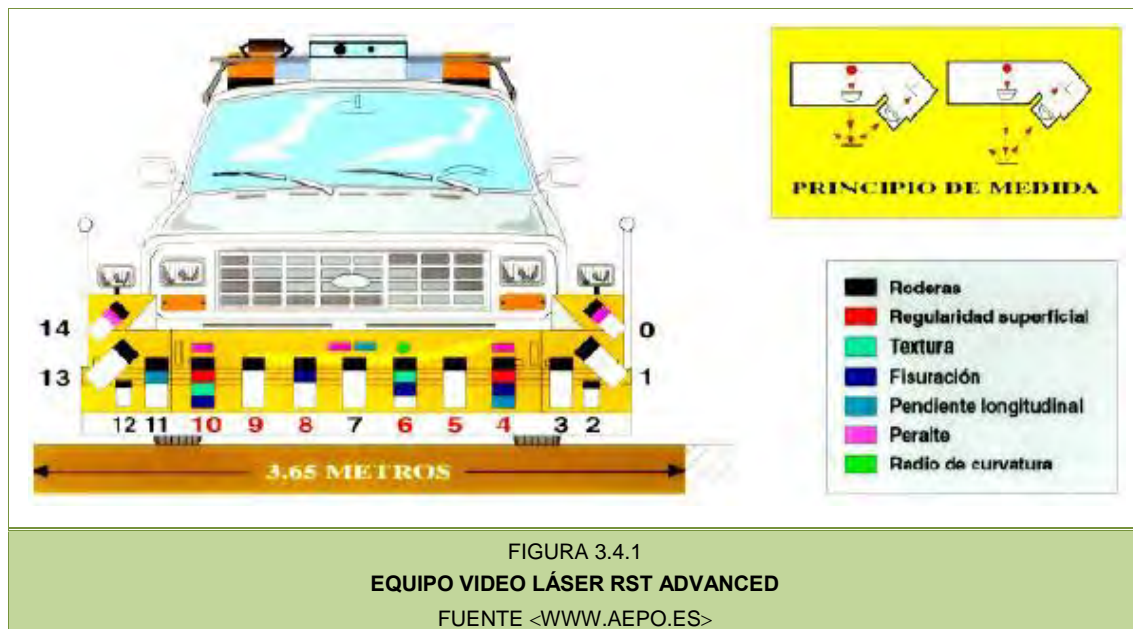 PRINCIPIO DE MEDIDA
Roderas
Regularidad superficial
Textura
Fisuración
Pendiente longitudinal
Peralte
Radio de curvatura
14
0
13
1
12 11 10 9 8 7 6 5 4 3 2
3.65 METROS
FIGURA 3.4.1
EQUIPO VIDEO LÁSER RST ADVANCED
FUENTE <WWW.AEPO.ES>